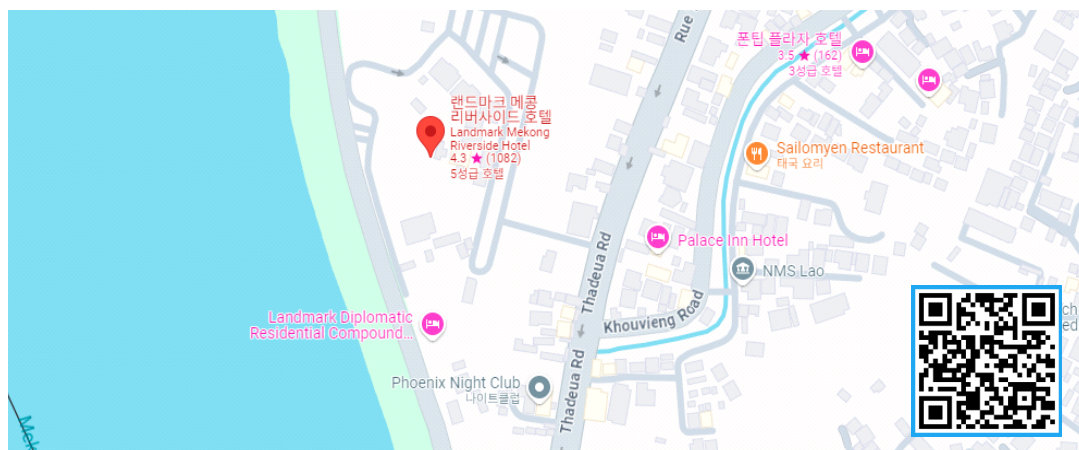 Rue
폰팁 플라자 호텔
3.5 ★ (162)
3성급 호텔
랜드마크 메콩
리버사이드 호텔
Landmark Mekong
Riverside Hotel
4.3 ★ (1082)
5성급 호텔
Sailomyen Restaurant
태국 요리
Palace Inn Hotel
Thadeua Rd
NMS Lao
Khouvieng Road
Landmark Diplomatic
Residential Compound...
Thadeua Rd
Phoenix Night Club
나이트클럽